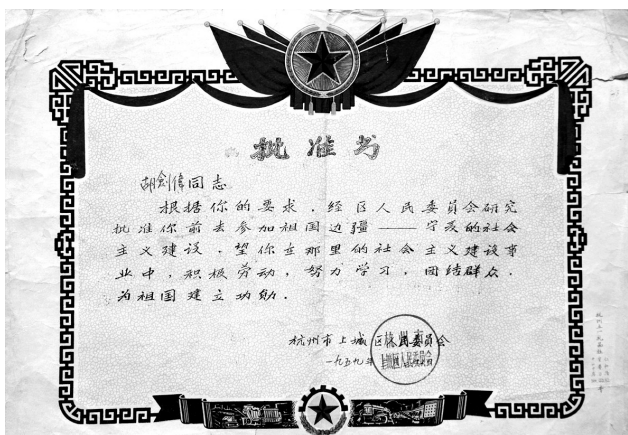 批准书
胡剑偉同志
根据你的要求，经区人民委員会研究
批准你前去参加祖国边疆——宁夏的社会
主义建设，望你在那里的社会主义建设事
业中，积极劳动，努力学习，团结群众，
为祖国建立功勋．
杭州市上城区人民委員会
一九五九年